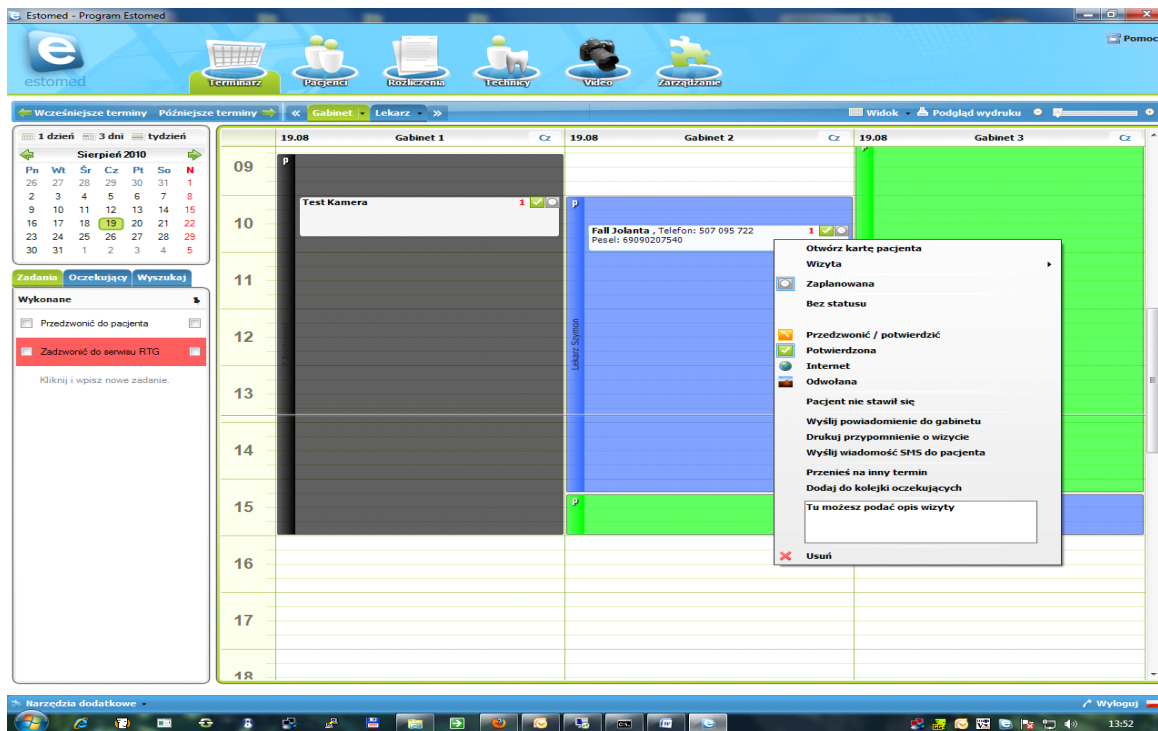 Estomed - Program Estomed
Pomoc
estomed
Terminarz Pacjenci Rozliczenia Technicy Video Zarządzanie
Wcześniejsze terminy Późniejsze terminy « Gabinet Lekarz » Widok Podgląd wydruku
1 dzień 3 dni tydzień
Sierpień 2010
Pn Wt Śr Cz Pt So N
26 27 28 29 30 31 1
2 3 4 5 6 7 8
9 10 11 12 13 14 15
16 17 18 19 20 21 22
23 24 25 26 27 28 29
30 31 1 2 3 4 5
Zadania Oczekujący Wyszukaj
Wykonane
Przedzwonić do pacjenta
Zadzwonić do serwisu RTG
Kliknij i wpisz nowe zadanie.
19.08 Gabinet 1 Cz 19.08 Gabinet 2 Cz 19.08 Gabinet 3 Cz
09
P
P
Test Kamera 1
P
10
Fall Jolanta , Telefon: 507 095 722 1
Pesel: 69090207540
11
12
Lekarz Szymon
13
14
15
P
16
17
18
Otwórz kartę pacjenta
Wizyta
Zaplanowana
Bez statusu
Przedzwonić / potwierdzić
Potwierdzona
Internet
Odwołana
Pacjent nie stawił się
Wyślij powiadomienie do gabinetu
Drukuj przypomnienie o wizycie
Wyślij wiadomość SMS do pacjenta
Przenieś na inny termin
Dodaj do kolejki oczekujących
Tu możesz podać opis wizyty
Usuń
Narzędzia dodatkowe
Wyloguj
13:52